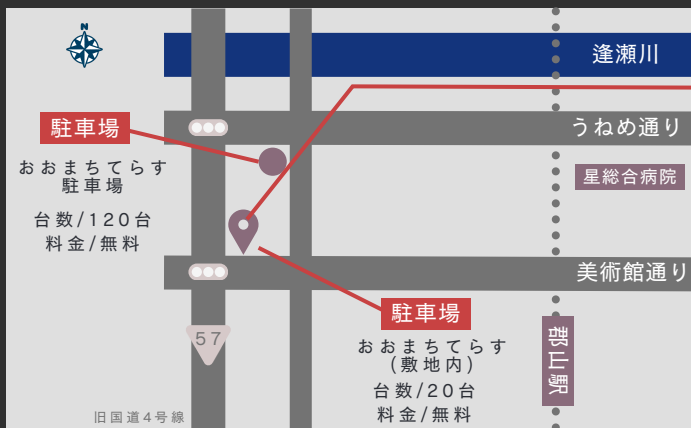 N
逢瀬川
駐車場
うねめ通り
おおまちてらす
駐車場
台数/120台
料金/無料
星総合病院
美術館通り
駐車場
57
おおまちてらす
(敷地内)
台数/20台
料金/無料
郡山駅
旧国道4号線